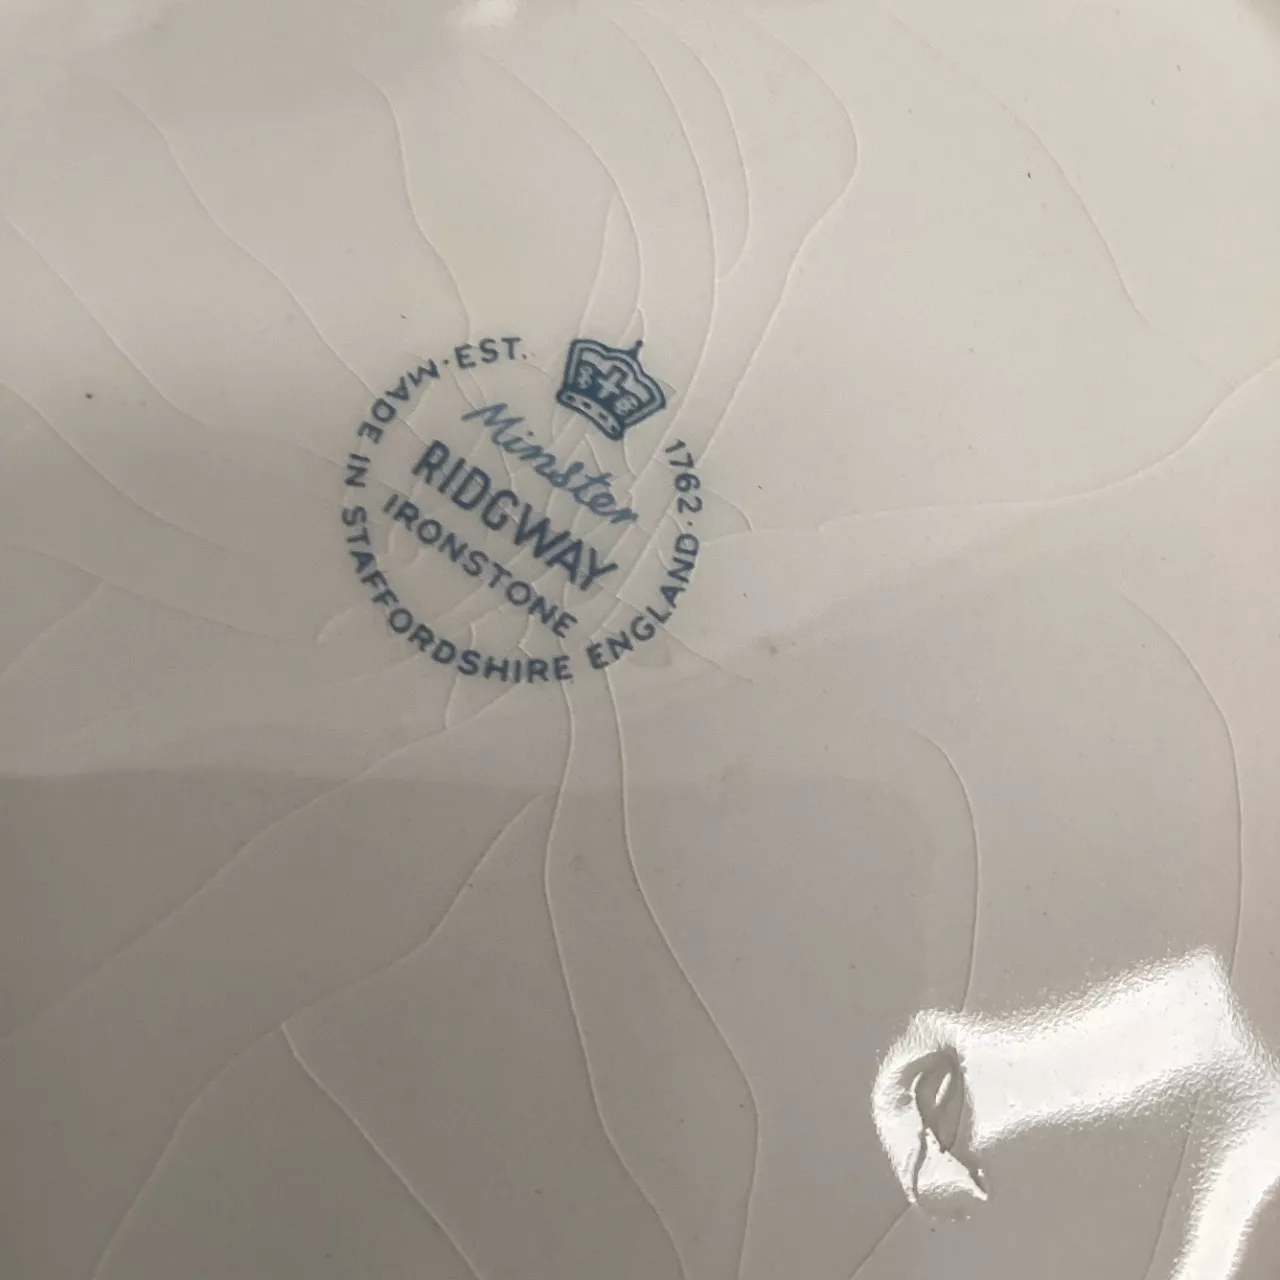 EST. 1762
Minster
RIDGWAY
IRONSTONE
MADE IN STAFFORDSHIRE ENGLAND